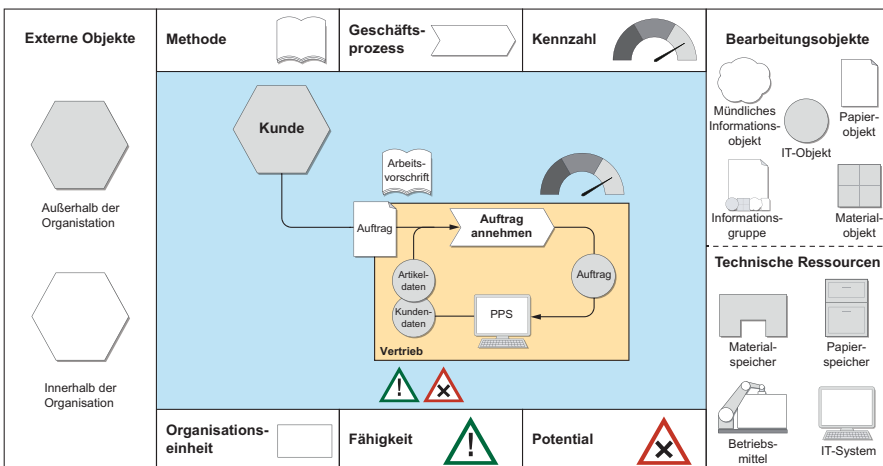 Externe Objekte
Außerhalb der
Organistation
Innerhalb der
Organisation
Methode
Geschäfts-
prozess
Kennzahl
Kunde
Arbeits-
vorschrift
Auftrag
Auftrag
annehmen
Artikel-
daten
Kunden-
daten
PPS
Auftrag
Vertrieb
!
×
Organisations-
einheit
Fähigkeit
!
Potential
×
Bearbeitungsobjekte
Mündliches
Informations-
objekt
IT-Objekt
Papier-
objekt
Informations-
gruppe
Material-
objekt
Technische Ressourcen
Material-
speicher
Papier-
speicher
Betriebs-
mittel
IT-System